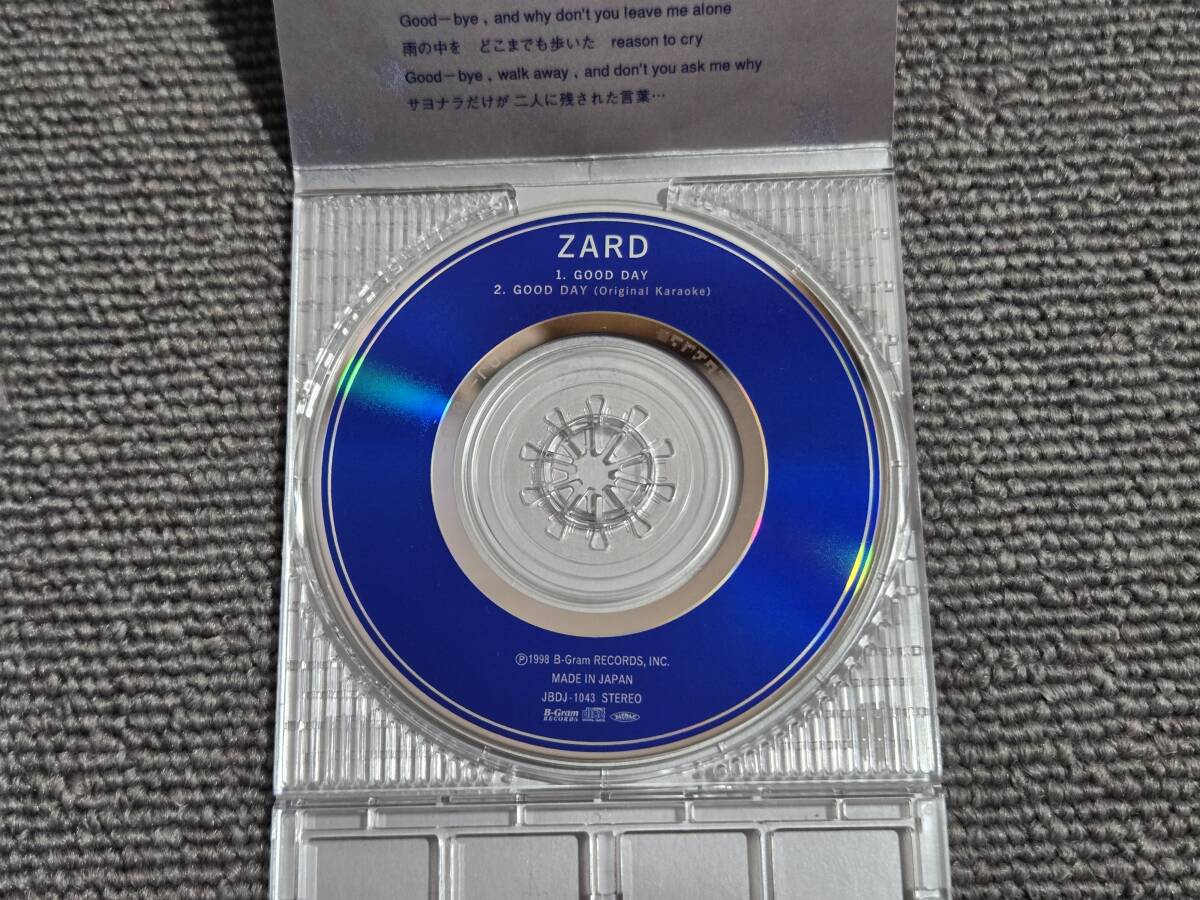 Good－bye , and why don't you leave me alone
雨の中を　どこまでも歩いた　reason to cry
Good－bye , walk away , and don't you ask me why
サヨナラだけが 二人に残された言葉…
ZARD
1. GOOD DAY
2. GOOD DAY (Original Karaoke)
Ⓟ1998 B-Gram RECORDS, INC.
MADE IN JAPAN
JBDJ-1043 STEREO
B-Gram
RECORDS